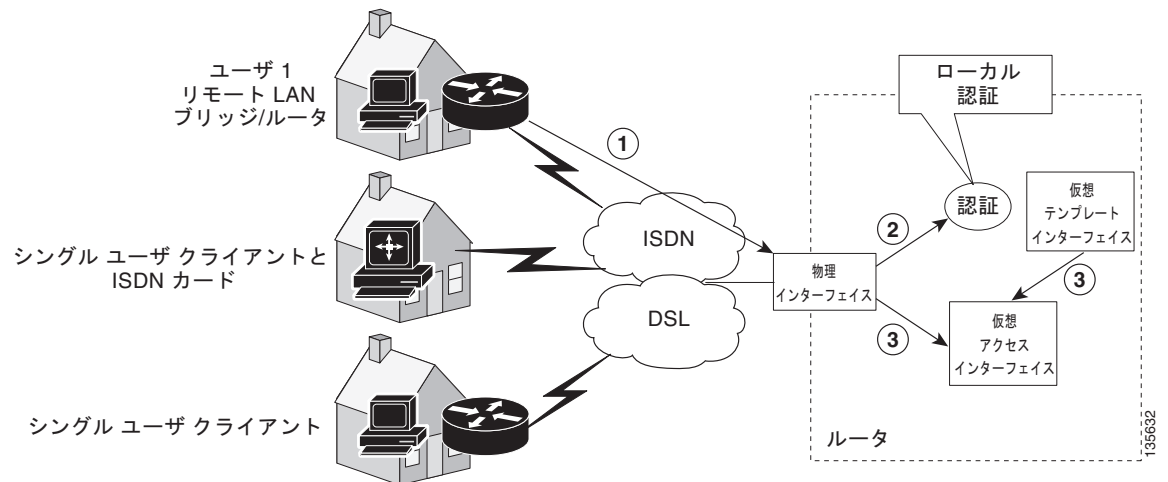 ユーザ 1
リモート LAN
ブリッジ/ルータ
シングル ユーザ クライアントと
ISDN カード
シングル ユーザ クライアント
①
ISDN
DSL
物理
インターフェイス
②
③
ローカル
認証
認証
仮想
テンプレート
インターフェイス
③
仮想
アクセス
インターフェイス
ルータ
135632